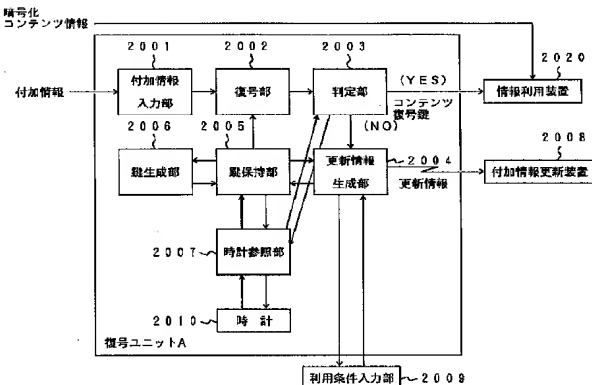 暗号化
コンテンツ情報
2001
2002
2003
2020
付加情報
付加情報
入力部
復号部
判定部
(YES)
情報利用装置
コンテンツ
復号鍵
2006
2005
(NO)
鍵生成部
鍵保持部
更新情報
生成部
2004
更新情報
2008
付加情報更新装置
2007
時計参照部
2010
時計
復号ユニットA
利用条件入力部
2009